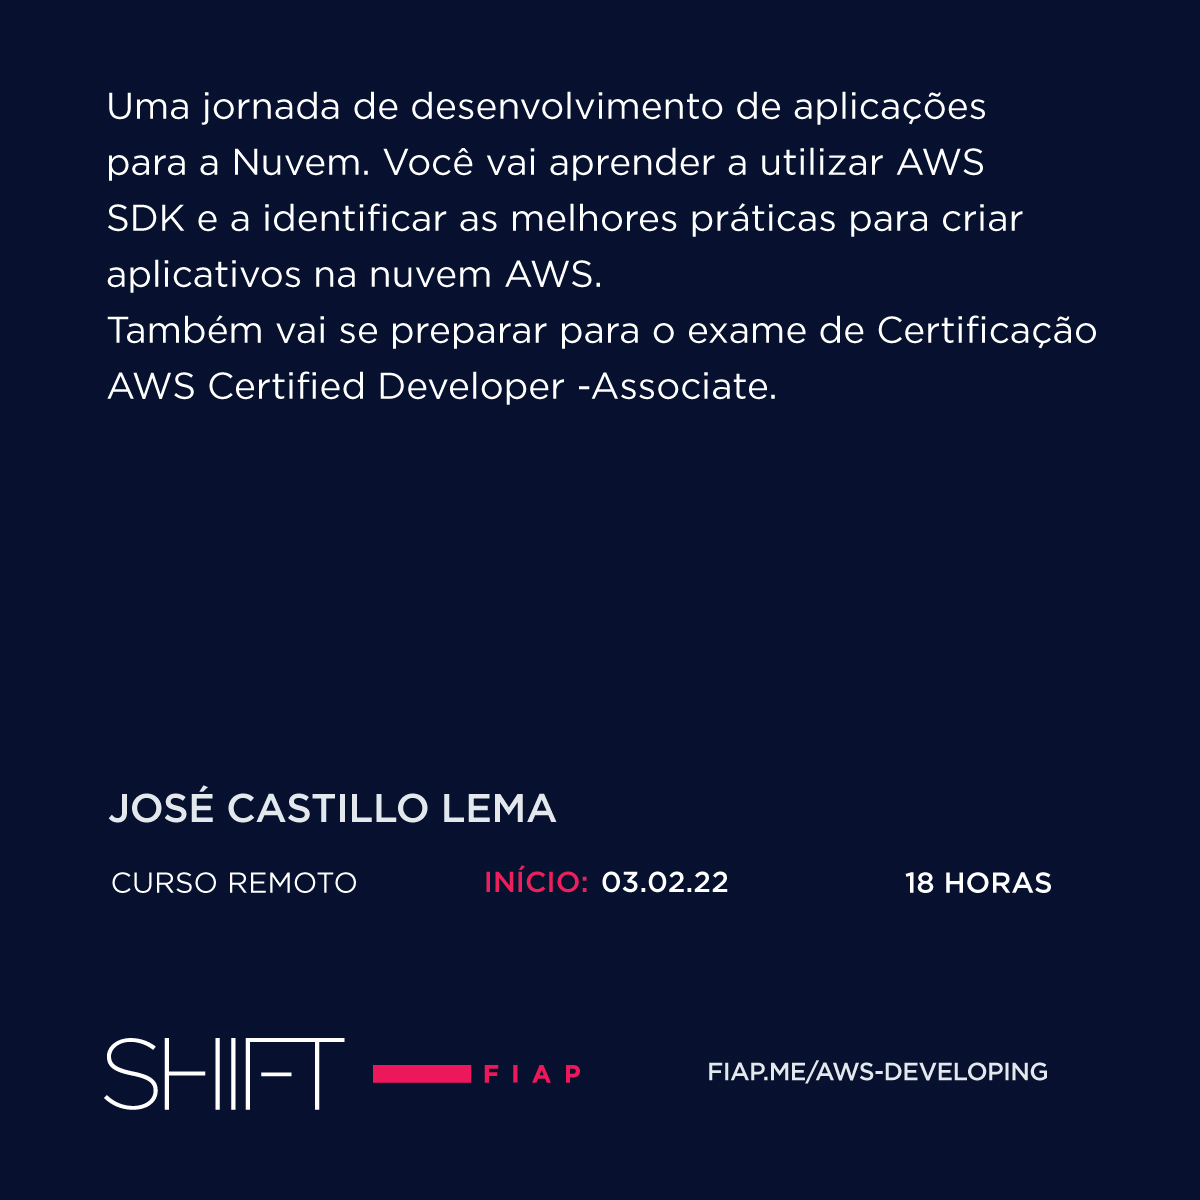 Uma jornada de desenvolvimento de aplicações
para a Nuvem. Você vai aprender a utilizar AWS
SDK e a identificar as melhores práticas para criar
aplicativos na nuvem AWS.
Também vai se preparar para o exame de Certificação
AWS Certified Developer -Associate.
JOSÉ CASTILLO LEMA
CURSO REMOTO INÍCIO: 03.02.22 18 HORAS
SHIFT FIAP FIAP.ME/AWS-DEVELOPING